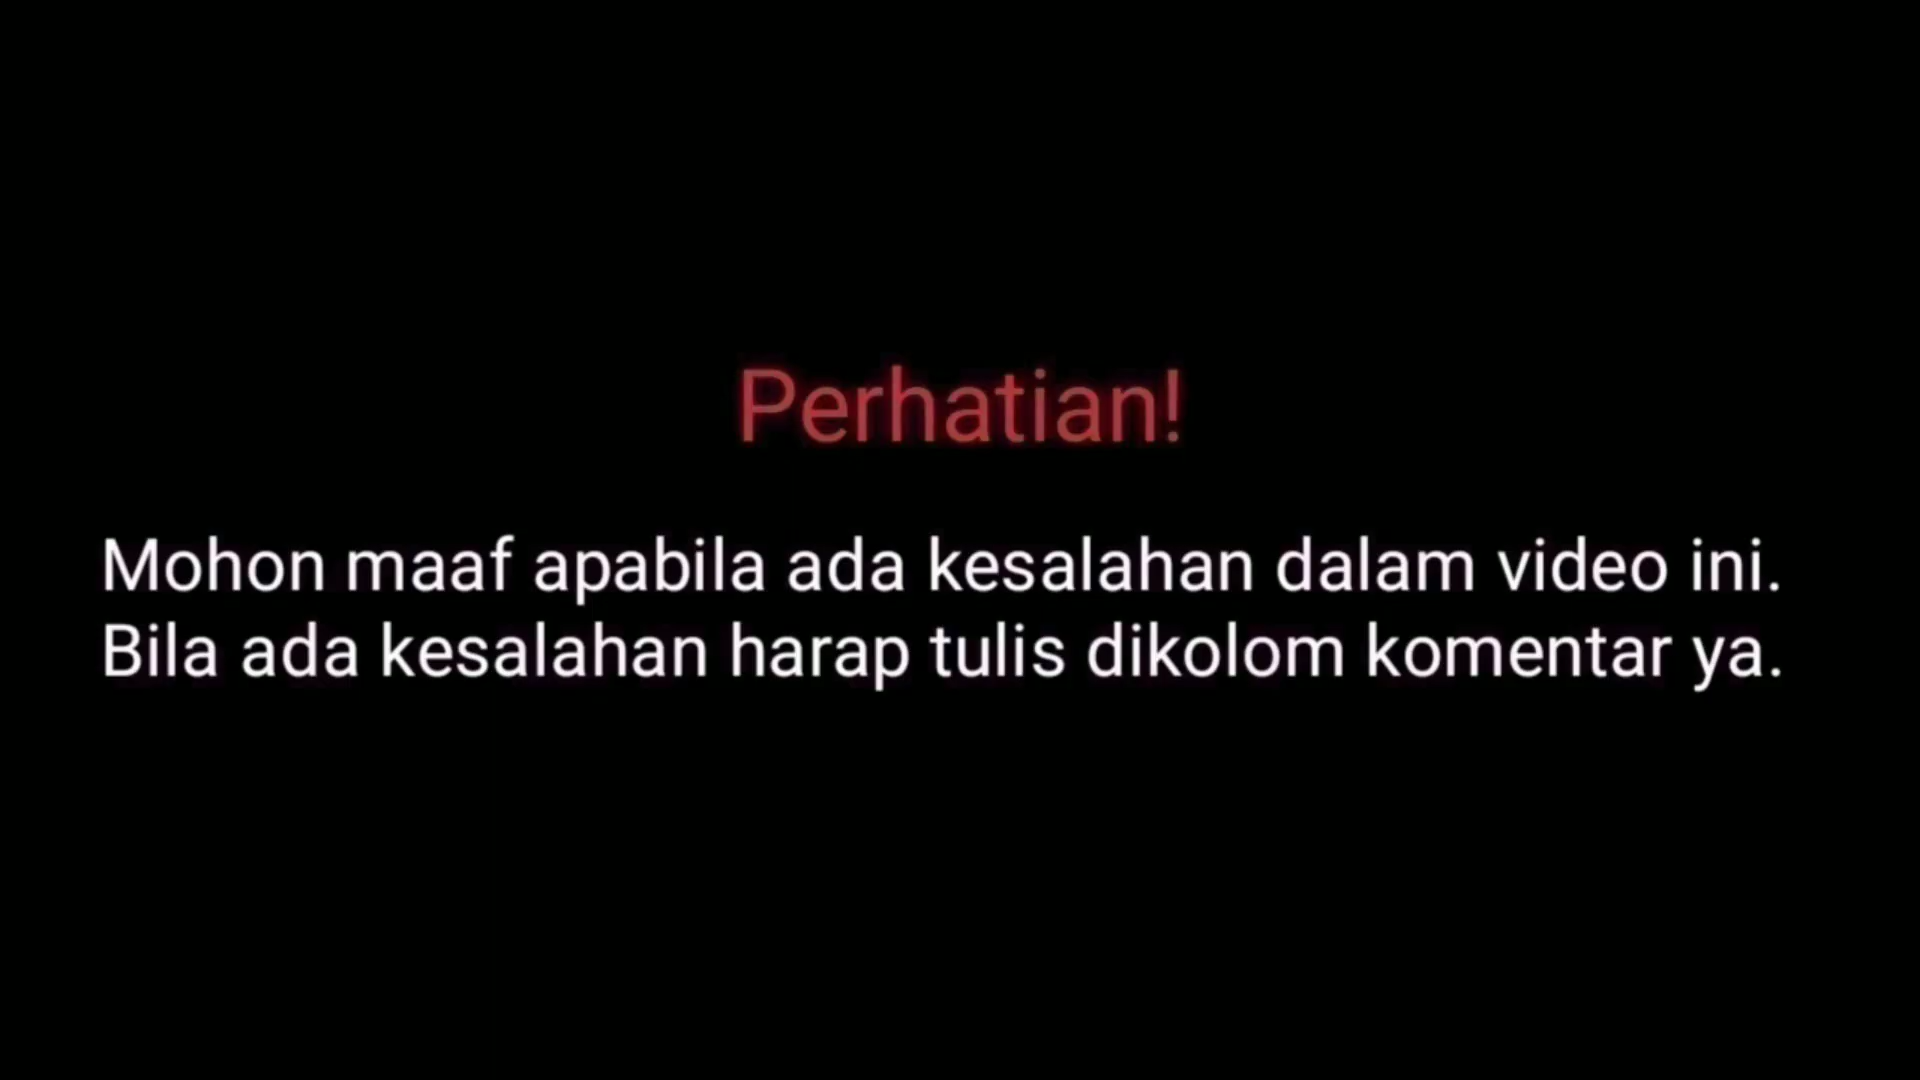 Perhatian!
Mohon maaf apabila ada kesalahan dalam video ini.
Bila ada kesalahan harap tulis dikolom komentar ya.